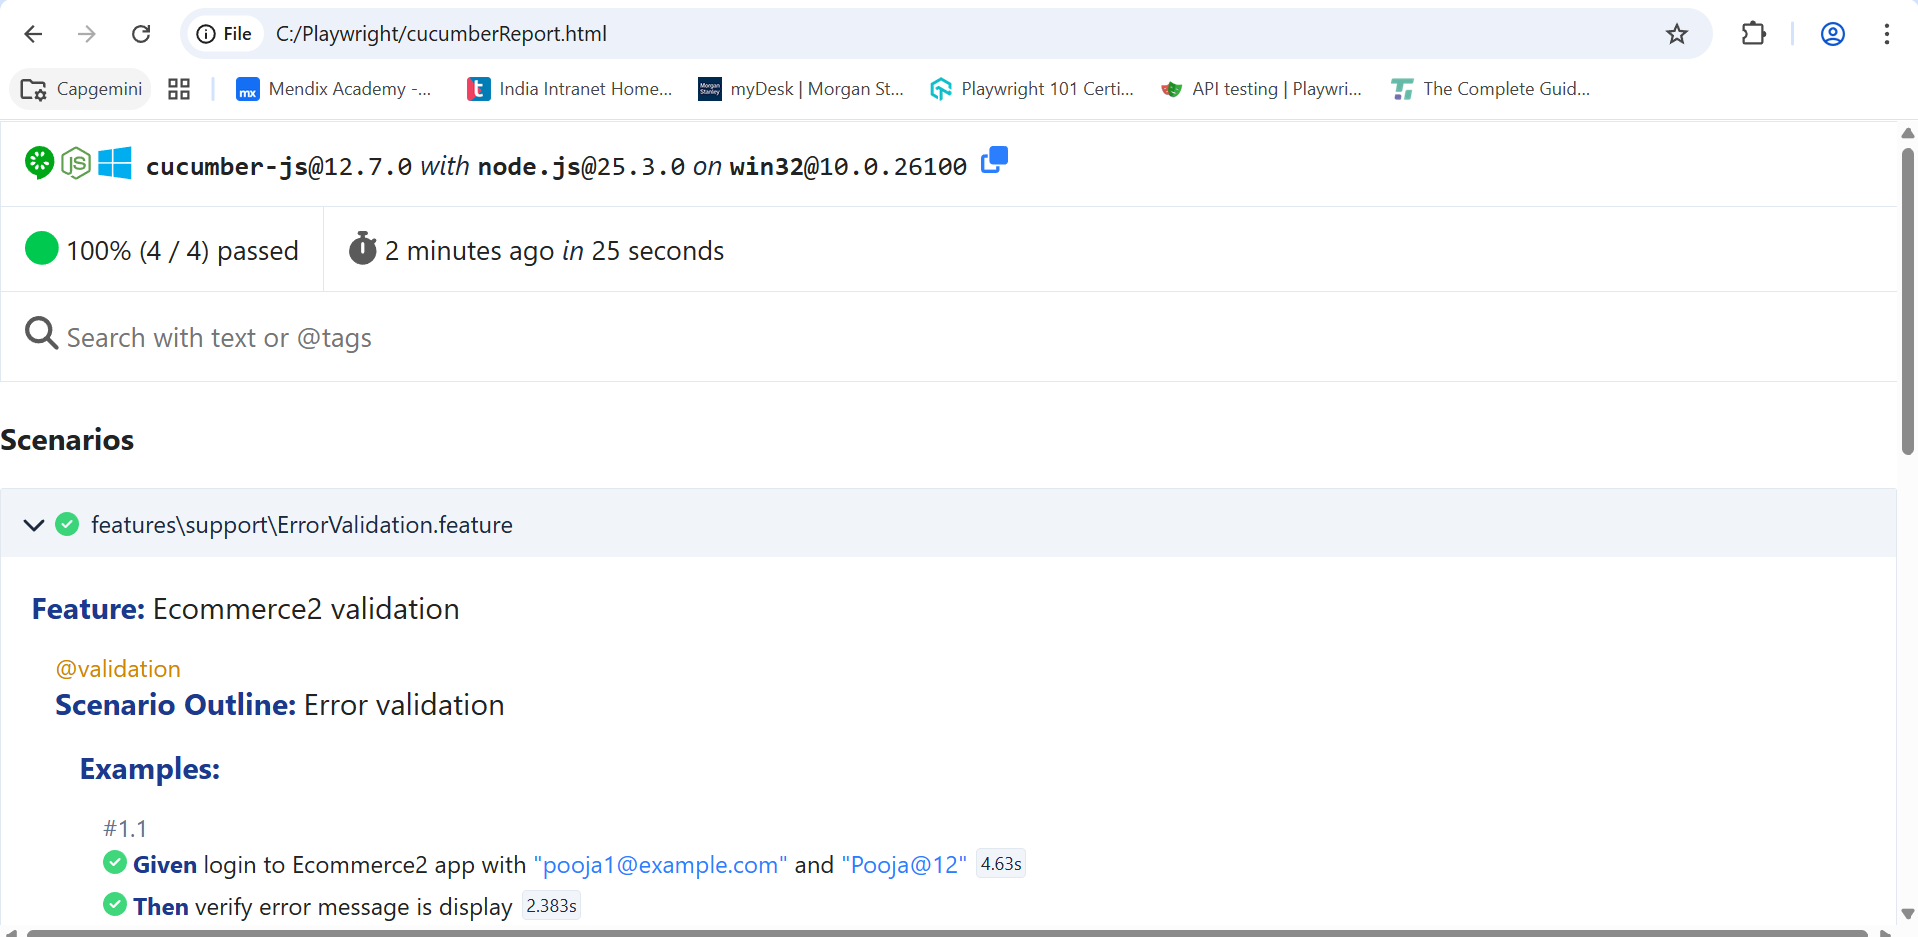 File C:/Playwright/cucumberReport.html
Capgemini mx Mendix Academy -... t India Intranet Home... Morgan Stanley myDesk | Morgan St... Playwright 101 Certi... API testing | Playwri... The Complete Guid...
JS cucumber-js@12.7.0 with node.js@25.3.0 on win32@10.0.26100
100% (4 / 4) passed 2 minutes ago in 25 seconds
Search with text or @tags
Scenarios
features\support\ErrorValidation.feature
Feature: Ecommerce2 validation
@validation
Scenario Outline: Error validation
Examples:
#1.1
Given login to Ecommerce2 app with "pooja1@example.com" and "Pooja@12" 4.63s
Then verify error message is display 2.383s